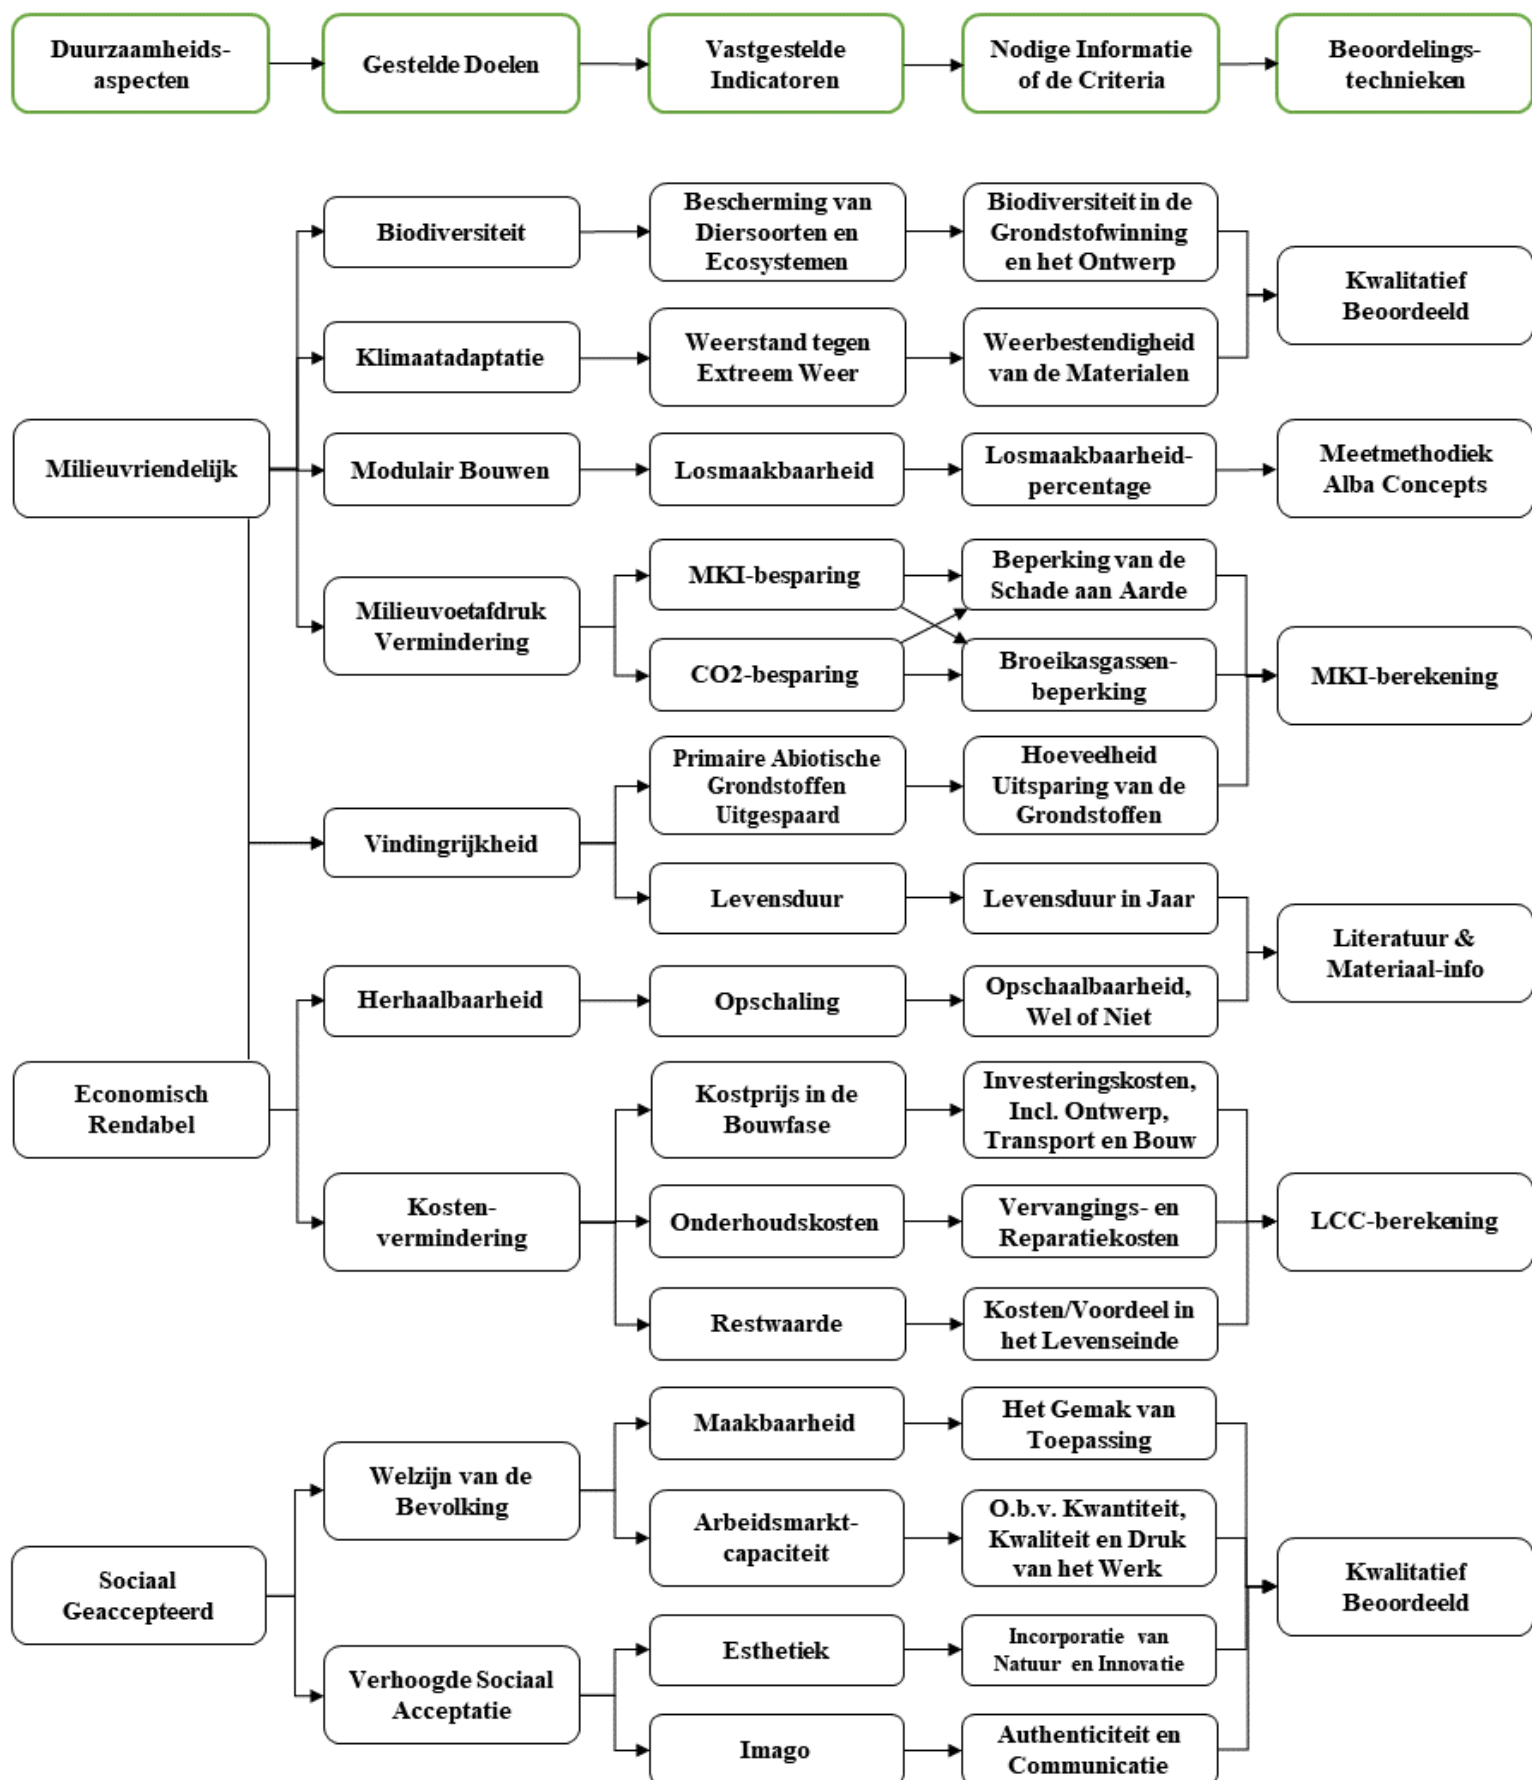 Duurzaamheids-
aspecten
Gestelde Doelen
Vastgestelde
Indicatoren
Nodige Informatie
of de Criteria
Beoordelings-
technieken
Biodiversiteit
Bescherming van
Diersoorten en
Ecosystemen
Biodiversiteit in de
Grondstofwinning
en het Ontwerp
Kwalitatief
Beoordeeld
Klimaatadaptatie
Weerstand tegen
Extreem Weer
Weerbestendigheid
van de Materialen
Milieuvriendelijk
Modulair Bouwen
Losmaakbaarheid
Losmaakbaarheid-
percentage
Meetmethodiek
Alba Concepts
Milieuvoetafdruk
Vermindering
MKI-besparing
Beperking van de
Schade aan Aarde
CO2-besparing
Broeikasgassen-
beperking
MKI-berekening
Vindingrijkheid
Primaire Abiotische
Grondstoffen
Uitgespaard
Hoeveelheid
Uitsparing van de
Grondstoffen
Levensduur
Levensduur in Jaar
Literatuur &
Materiaal-info
Herhaalbaarheid
Opschaling
Opschaalbaarheid,
Wel of Niet
Economisch
Rendabel
Kostprijs in de
Bouwfase
Investeringskosten,
Incl. Ontwerp,
Transport en Bouw
Kosten-
vermindering
Onderhoudskosten
Vervangings- en
Reparatiekosten
LCC-berekening
Restwaarde
Kosten/Voordeel in
het Levenseinde
Welzijn van de
Bevolking
Maakbaarheid
Het Gemak van
Toepassing
Arbeidsmarkt-
capaciteit
O.b.v. Kwantiteit,
Kwaliteit en Druk
van het Werk
Sociaal
Geaccepteerd
Kwalitatief
Beoordeeld
Verhoogde Sociaal
Acceptatie
Esthetiek
Incorporatie van
Natuur en Innovatie
Imago
Authenticiteit en
Communicatie